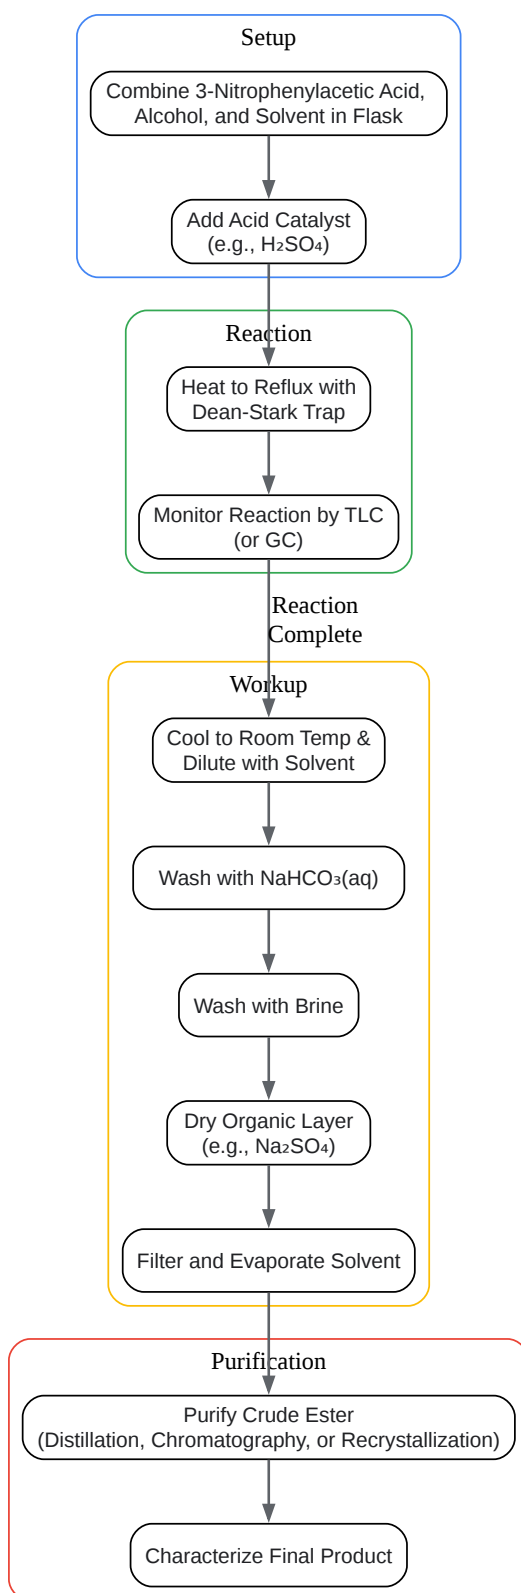 Setup
Combine 3-Nitrophenylacetic Acid,
Alcohol, and Solvent in Flask
Add Acid Catalyst
(e.g., H₂SO₄)
Reaction
Heat to Reflux with
Dean-Stark Trap
Monitor Reaction by TLC
(or GC)
Reaction
Complete
Workup
Cool to Room Temp &
Dilute with Solvent
Wash with NaHCO₃(aq)
Wash with Brine
Dry Organic Layer
(e.g., Na₂SO₄)
Filter and Evaporate Solvent
Purification
Purify Crude Ester
(Distillation, Chromatography, or Recrystallization)
Characterize Final Product